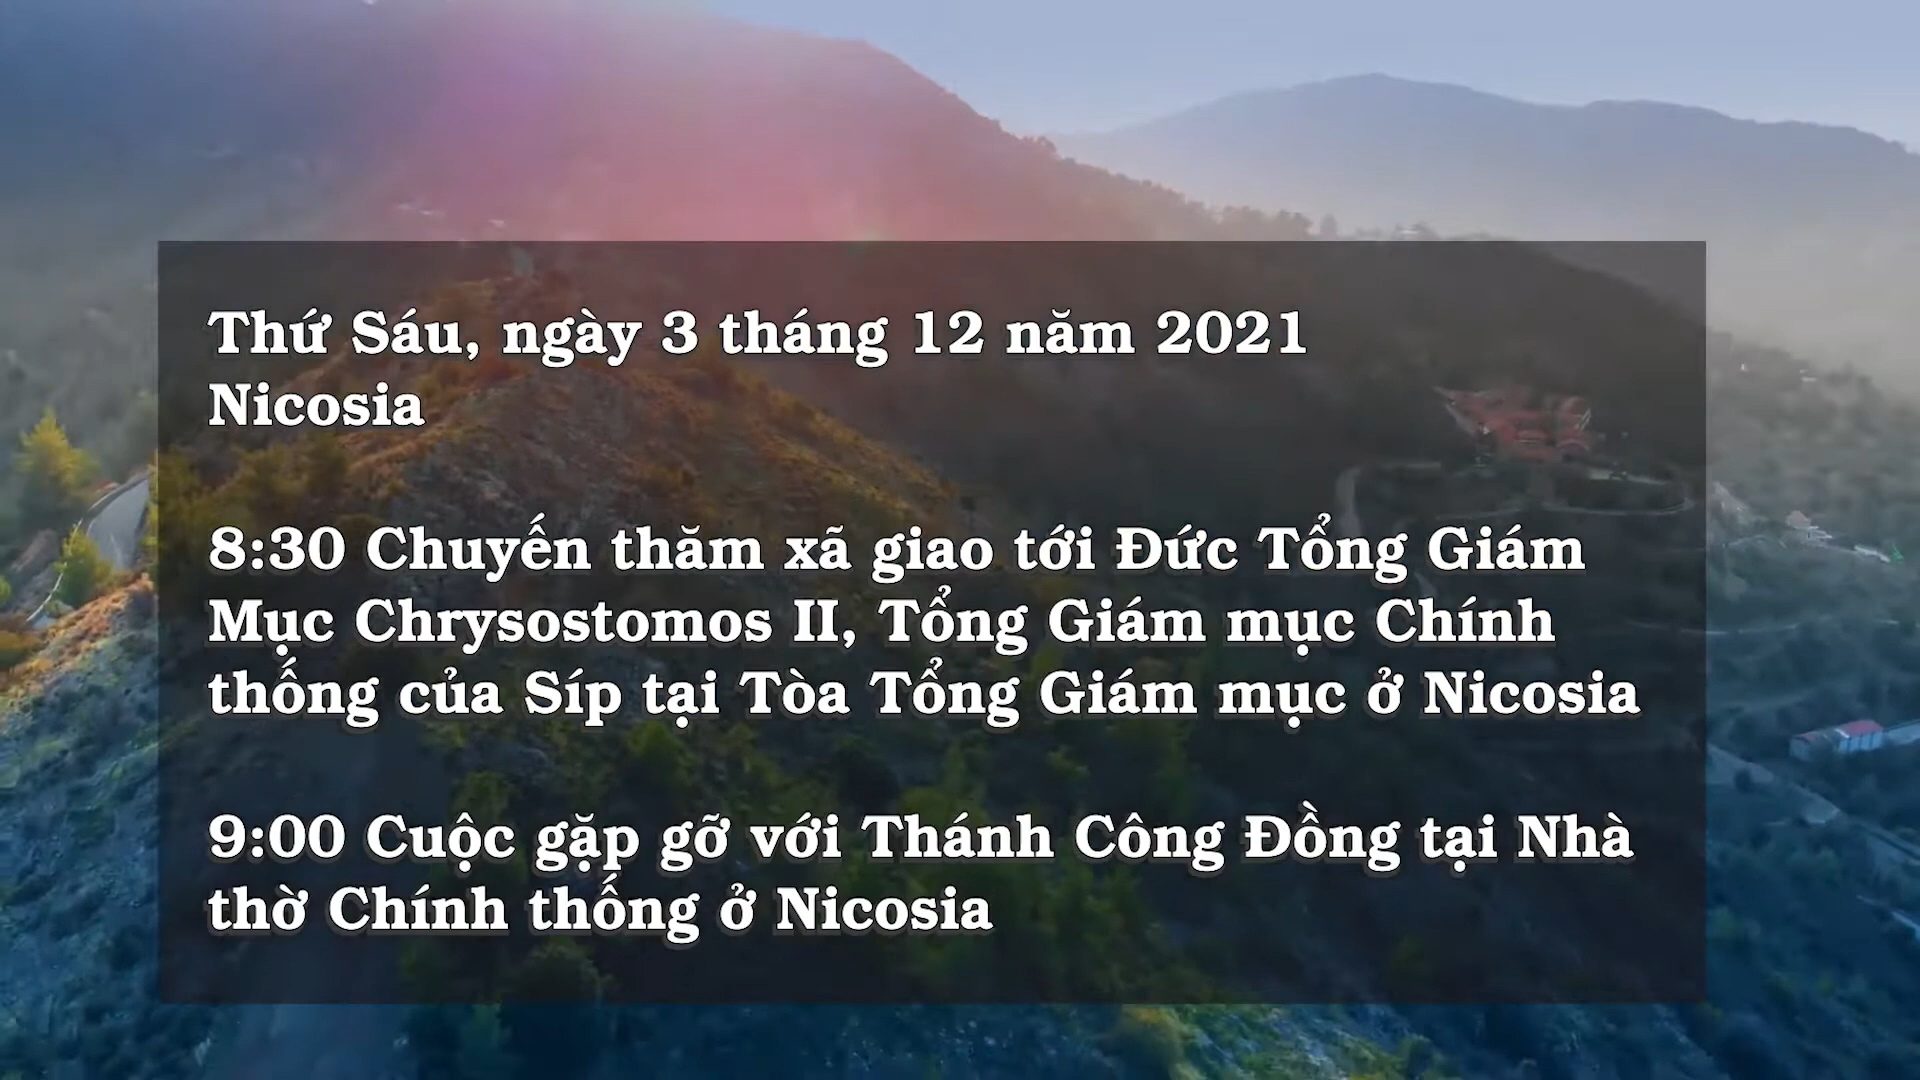 Thứ Sáu, ngày 3 tháng 12 năm 2021
Nicosia
8:30 Chuyến thăm xã giao tới Đức Tổng Giám
Mục Chrysostomos II, Tổng Giám mục Chính
thống của Síp tại Tòa Tổng Giám mục ở Nicosia
9:00 Cuộc gặp gỡ với Thánh Công Đồng tại Nhà
thờ Chính thống ở Nicosia